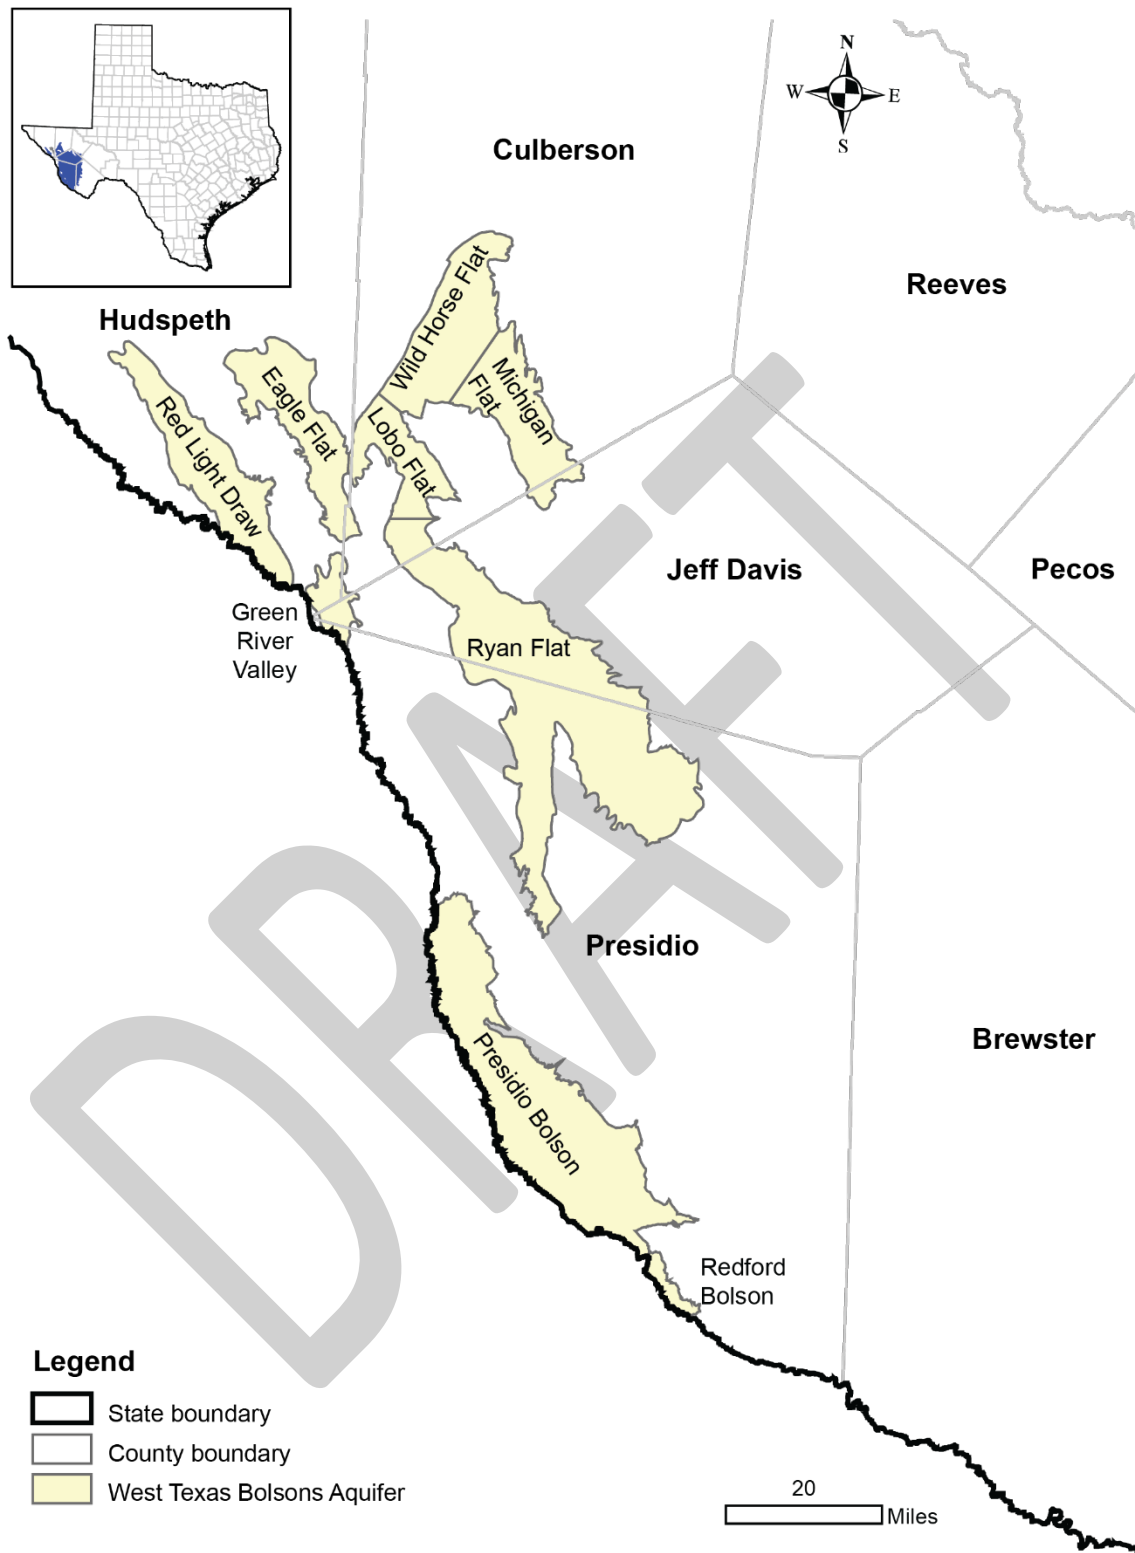 N
W
E
S
Culberson
Reeves
Hudspeth
Wild Horse Flat
Michigan
Flat
Eagle Flat
Lobo Flat
Red Light Draw
Jeff Davis
Pecos
Green
River
Valley
Ryan Flat
Presidio
Brewster
Presidio Bolson
Redford
Bolson
DRAFT
Legend
State boundary
County boundary
West Texas Bolsons Aquifer
20
Miles